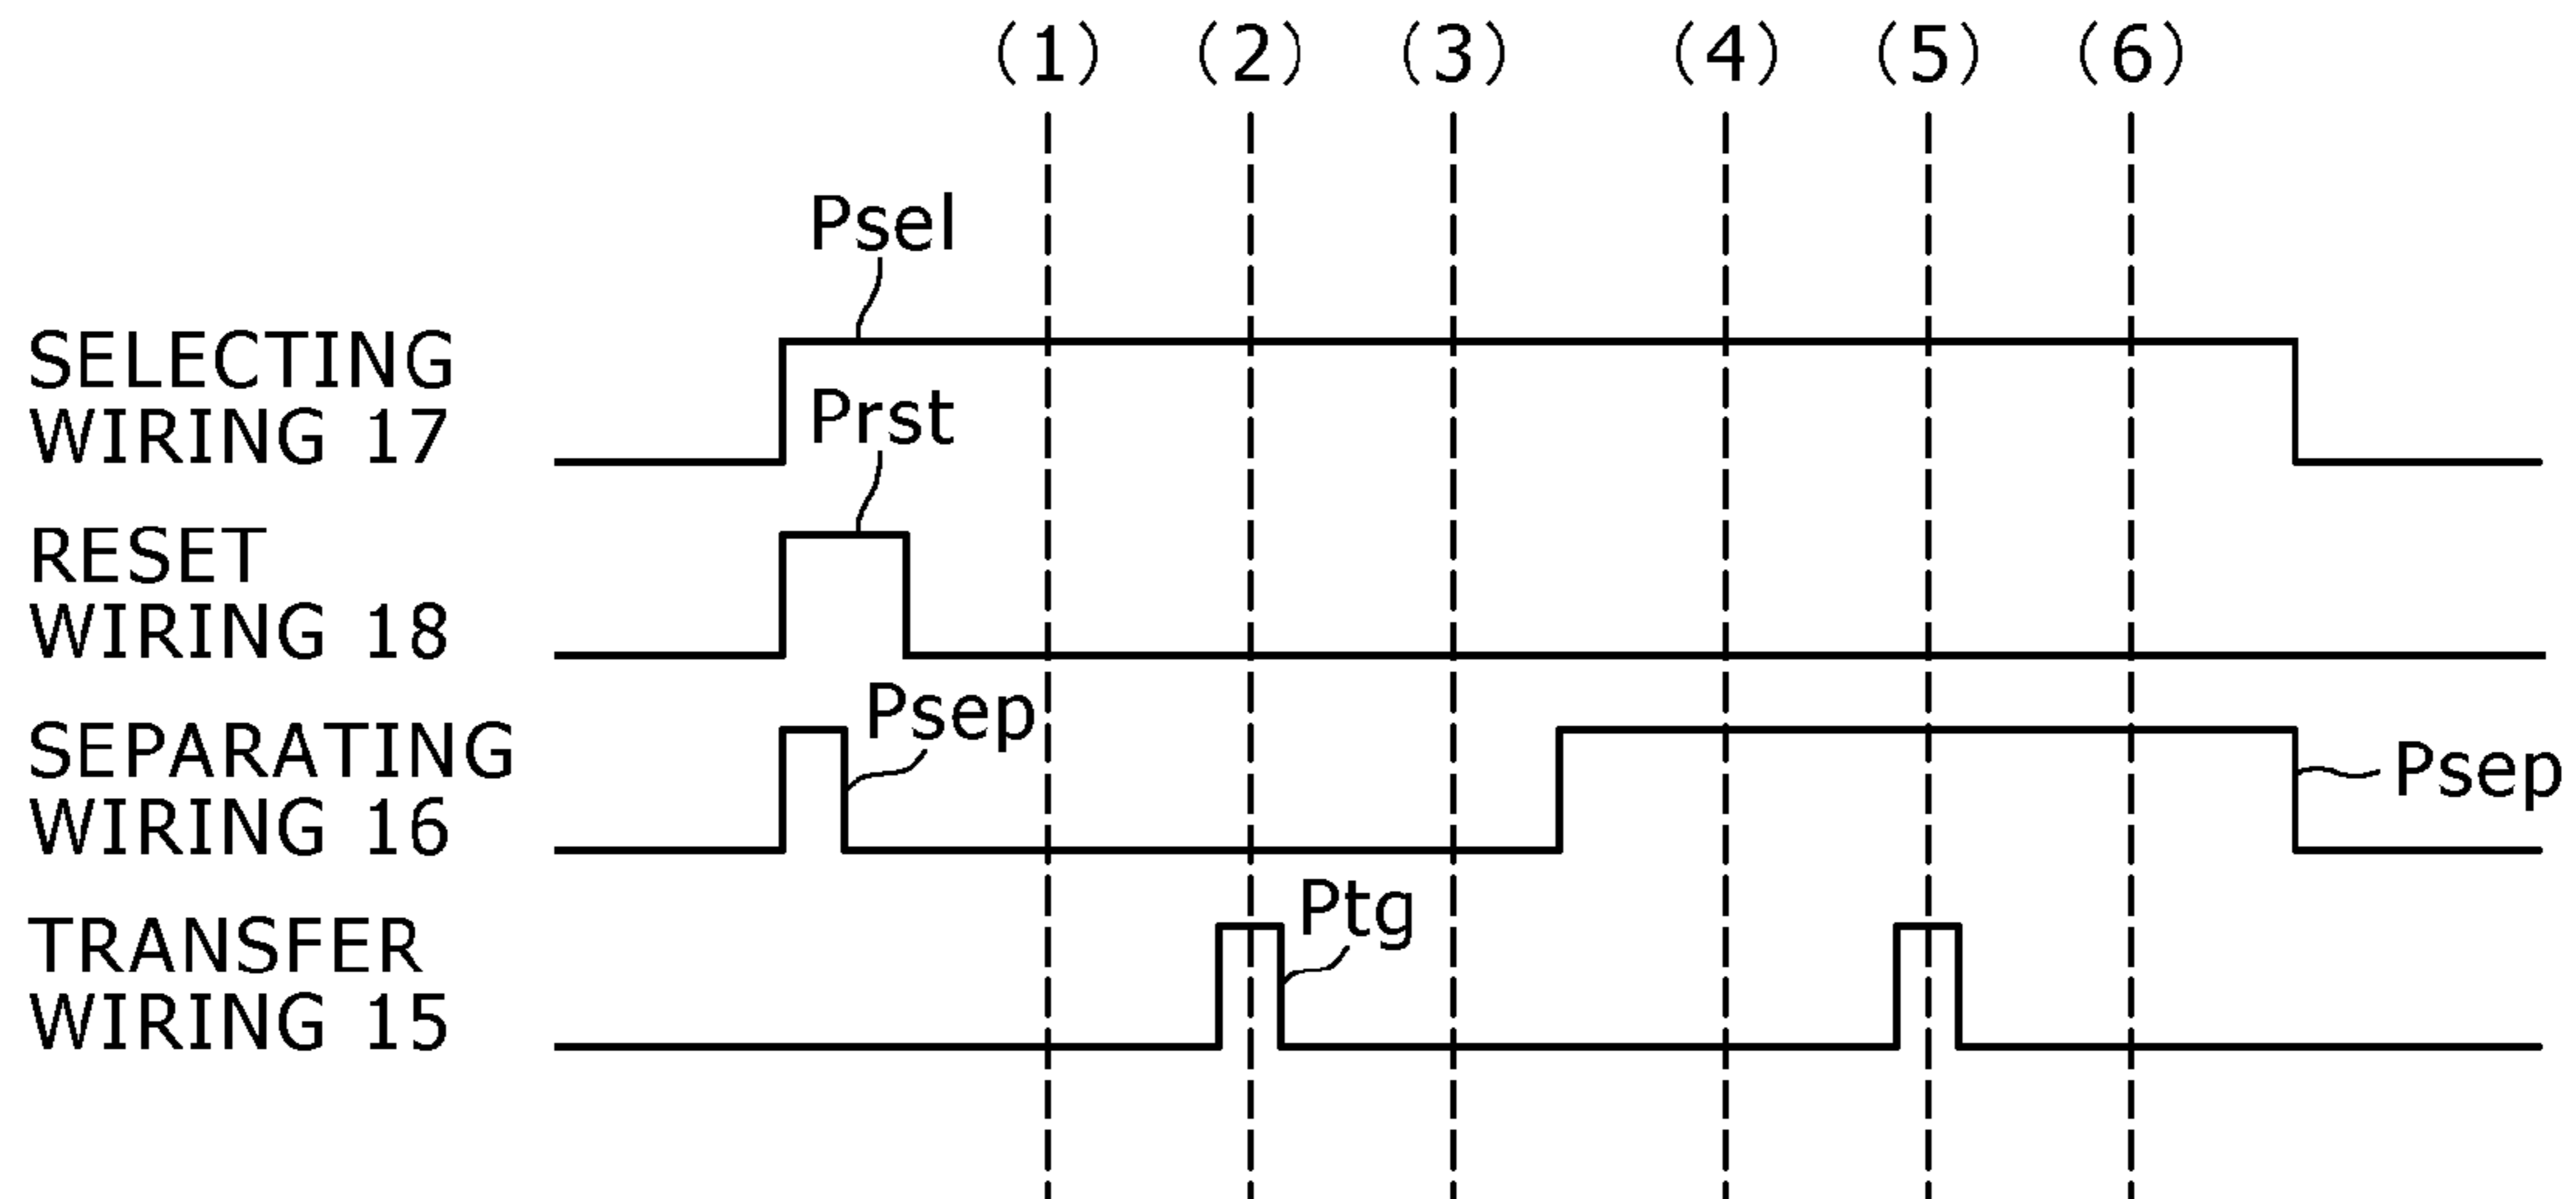 (1) (2) (3) (4) (5) (6)
Psel
SELECTING
WIRING 17
Prst
RESET
WIRING 18
Psep
SEPARATING
WIRING 16
Psep
Ptg
TRANSFER
WIRING 15